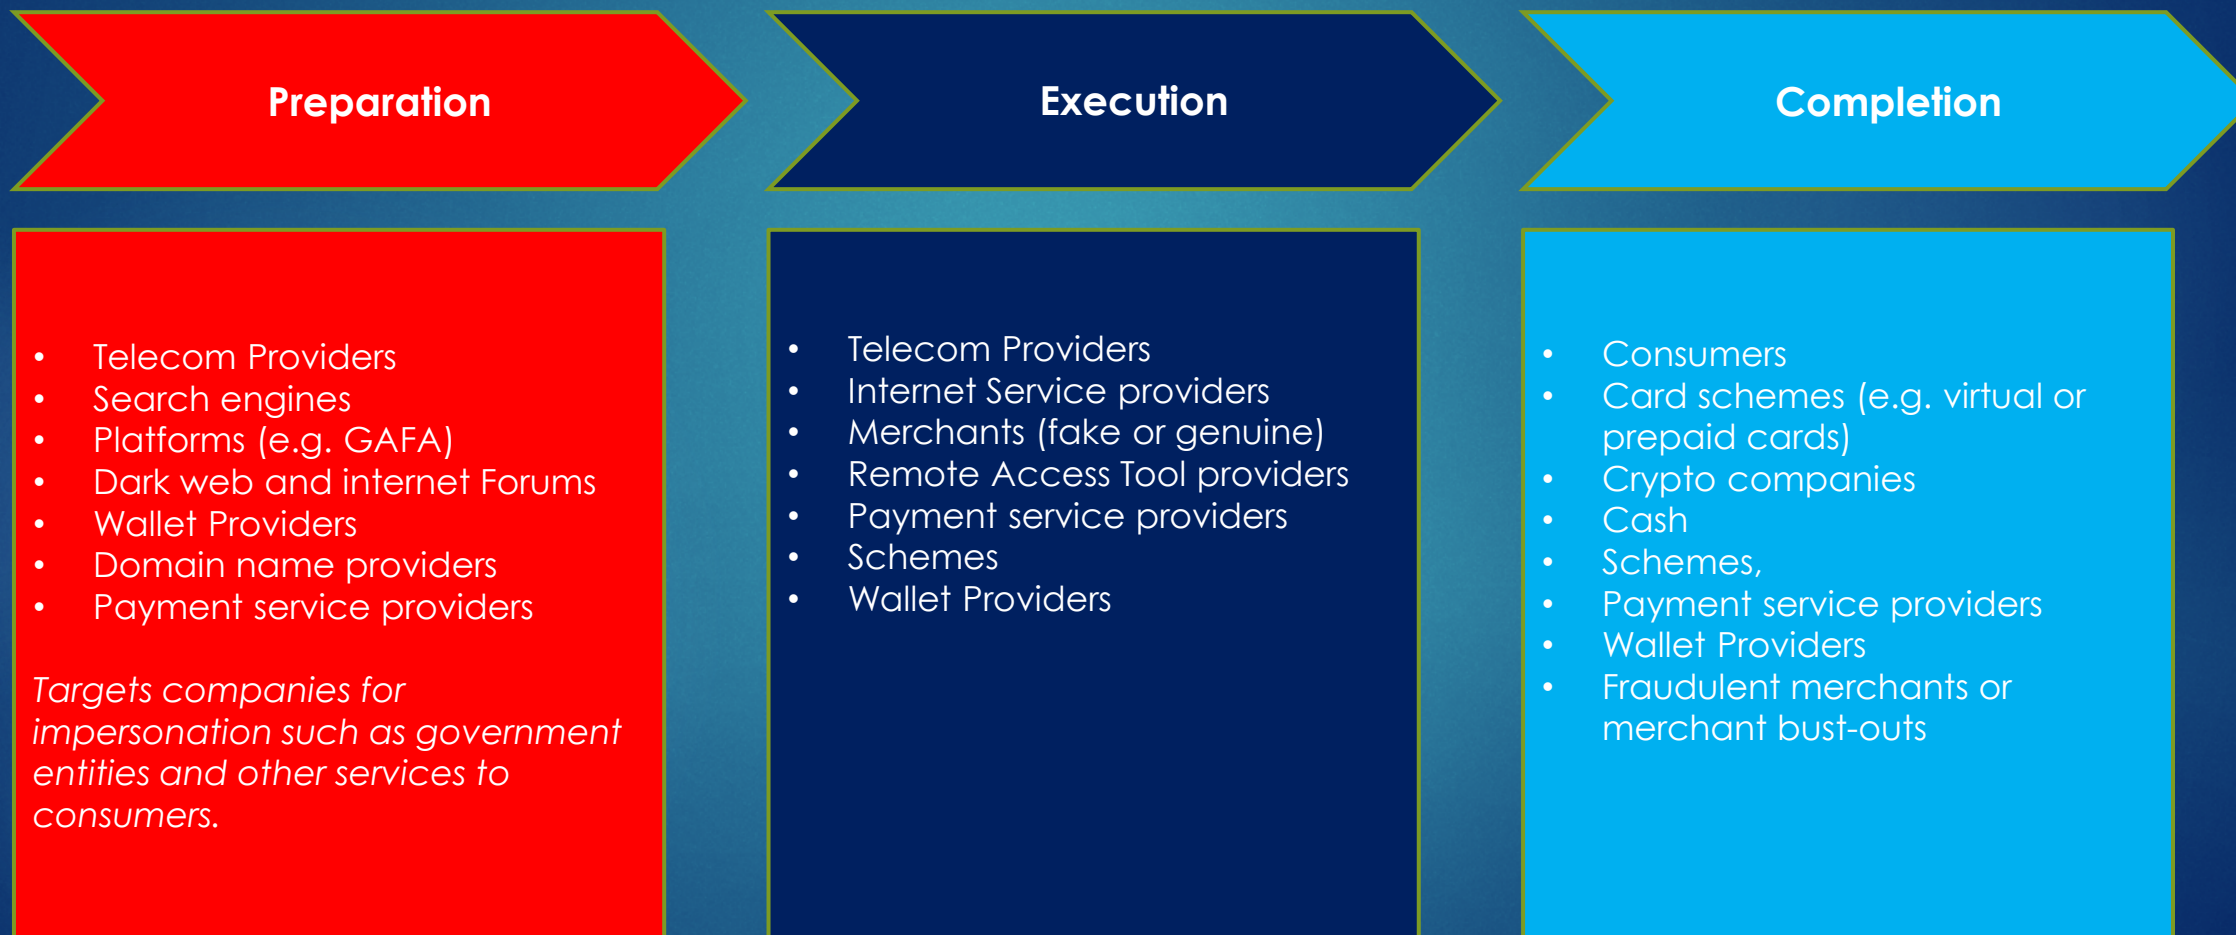 Preparation
Execution
Completion
• Telecom Providers
• Search engines
• Platforms (e.g. GAFA)
• Dark web and internet Forums
• Wallet Providers
• Domain name providers
• Payment service providers
Targets companies for
impersonation such as government
entities and other services to
consumers.
• Telecom Providers
• Internet Service providers
• Merchants (fake or genuine)
• Remote Access Tool providers
• Payment service providers
• Schemes
• Wallet Providers
• Consumers
• Card schemes (e.g. virtual or
prepaid cards)
• Crypto companies
• Cash
• Schemes,
• Payment service providers
• Wallet Providers
• Fraudulent merchants or
merchant bust-outs